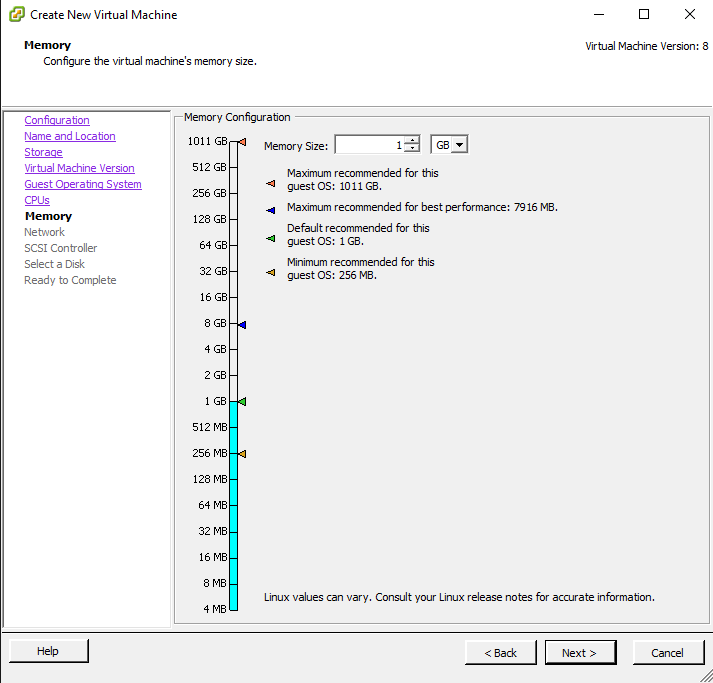 Create New Virtual Machine
Memory
Configure the virtual machine's memory size.
Virtual Machine Version: 8
Configuration
Name and Location
Storage
Virtual Machine Version
Guest Operating System
CPUs
Memory
Network
SCSI Controller
Select a Disk
Ready to Complete
Memory Configuration
1011 GB
512 GB
256 GB
128 GB
64 GB
32 GB
16 GB
8 GB
4 GB
2 GB
1 GB
512 MB
256 MB
128 MB
64 MB
32 MB
16 MB
8 MB
4 MB
Memory Size: 1 GB
Maximum recommended for this
guest OS: 1011 GB.
Maximum recommended for best performance: 7916 MB.
Default recommended for this
guest OS: 1 GB.
Minimum recommended for this
guest OS: 256 MB.
Linux values can vary. Consult your Linux release notes for accurate information.
Help
< Back
Next >
Cancel